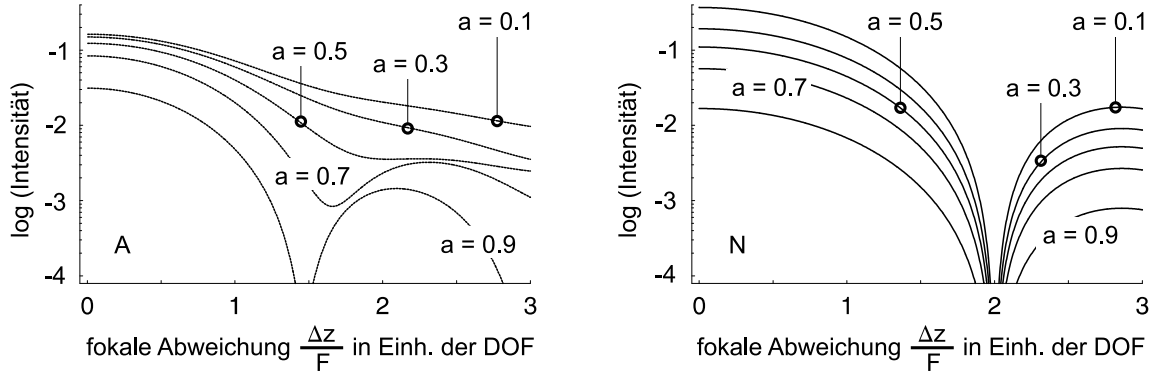 log (Intensität)
-1
-2
-3
-4
a = 0.1
a = 0.5
a = 0.3
a = 0.7
a = 0.9
A
0 1 2 3
fokale Abweichung Δz/F in Einh. der DOF
log (Intensität)
-1
-2
-3
-4
a = 0.1
a = 0.5
a = 0.3
a = 0.7
a = 0.9
N
0 1 2 3
fokale Abweichung Δz/F in Einh. der DOF